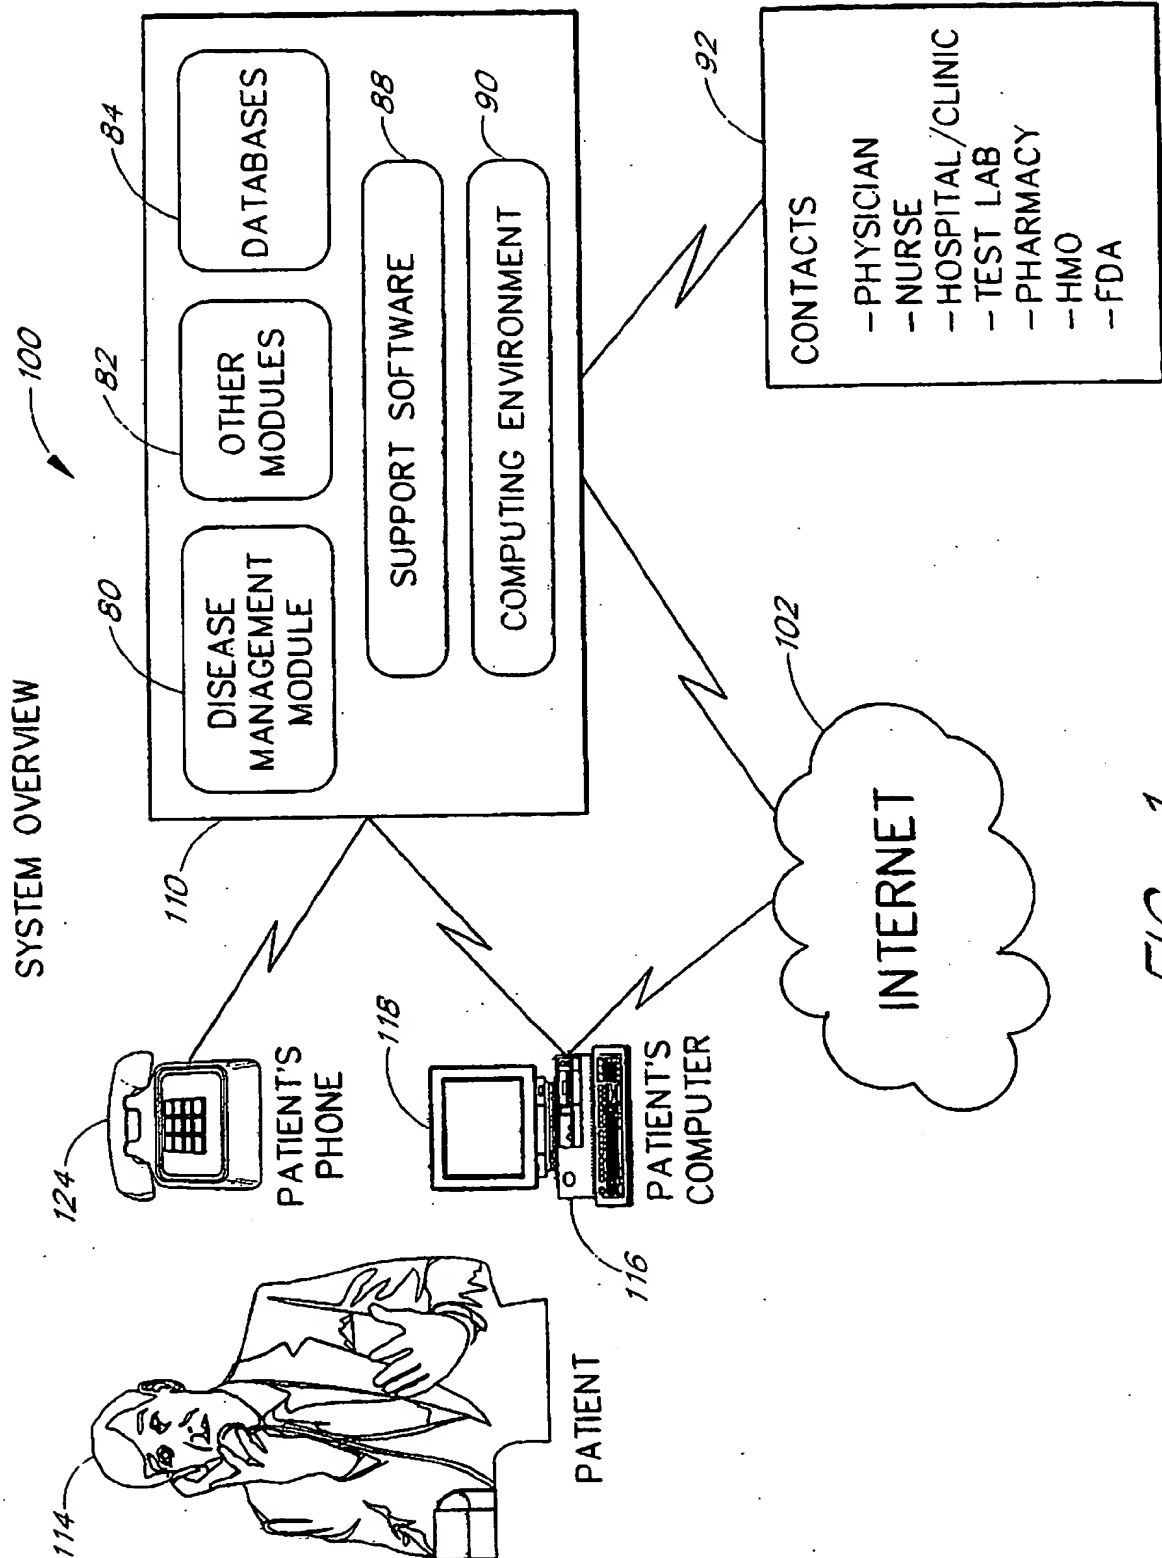 SYSTEM OVERVIEW
100
114
PATIENT
124
PATIENT'S
PHONE
118
116
PATIENT'S
COMPUTER
110
80
DISEASE
MANAGEMENT
MODULE
82
OTHER
MODULES
84
DATABASES
88
SUPPORT SOFTWARE
90
COMPUTING ENVIRONMENT
102
INTERNET
92
CONTACTS
-PHYSICIAN
-NURSE
-HOSPITAL/CLINIC
-TEST LAB
-PHARMACY
-HMO
-FDA